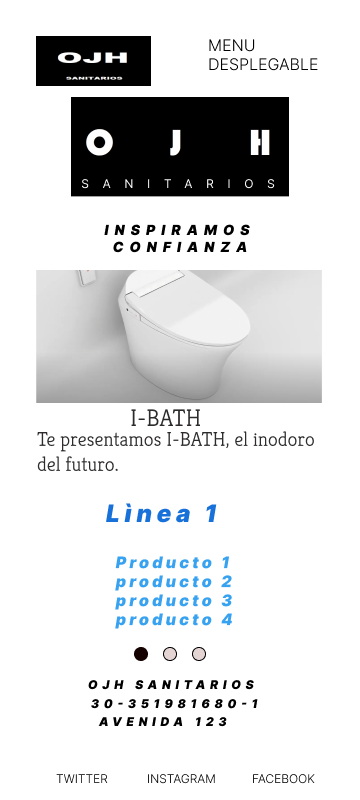 OJH
SANITARIOS
MENU
DESPLEGABLE
O J H
SANITARIOS
INSPIRAMOS
CONFIANZA
I-BATH
Te presentamos I-BATH, el inodoro
del futuro.
Lìnea 1
Producto 1
producto 2
producto 3
producto 4
OJH SANITARIOS
30-351981680-1
AVENIDA 123
TWITTER INSTAGRAM FACEBOOK